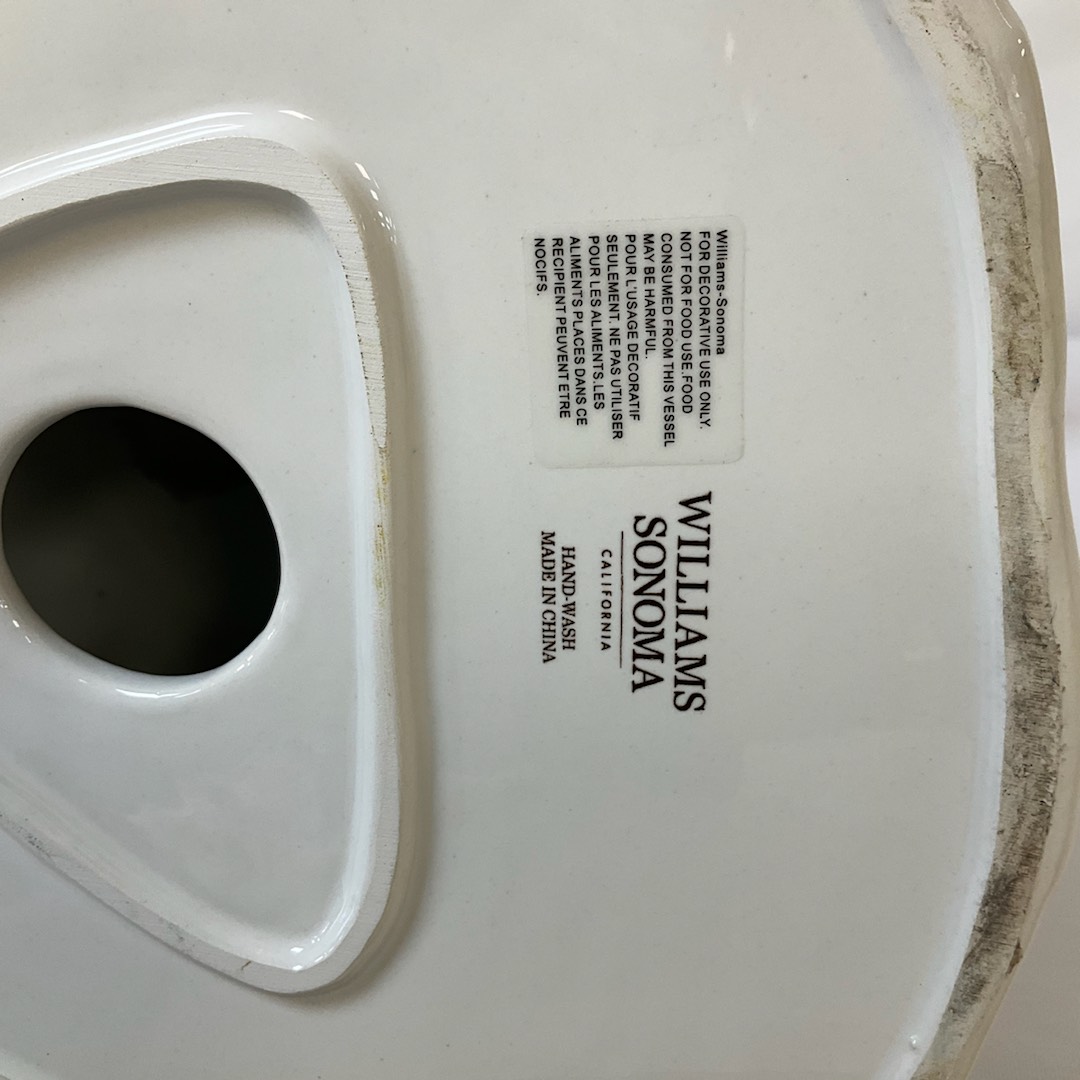 Williams-Sonoma
FOR DECORATIVE USE ONLY.
NOT FOR FOOD USE.FOOD
CONSUMED FROM THIS VESSEL
MAY BE HARMFUL.
POUR L'USAGE DECORATIF
SEULEMENT. NE PAS UTILISER
POUR LES ALIMENTS.LES
ALIMENTS PLACES DANS CE
RECIPIENT PEUVENT ETRE
NOCIFS.
WILLIAMS
SONOMA
CALIFORNIA
HAND-WASH
MADE IN CHINA